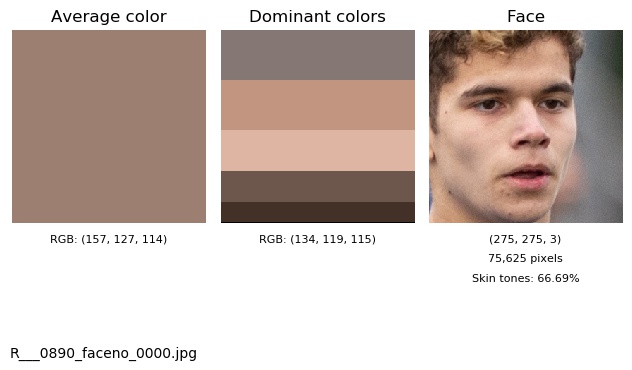 Average color
Dominant colors
Face
RGB: (157, 127, 114)
RGB: (134, 119, 115)
(275, 275, 3)
75,625 pixels
Skin tones: 66.69%
R___0890_faceno_0000.jpg